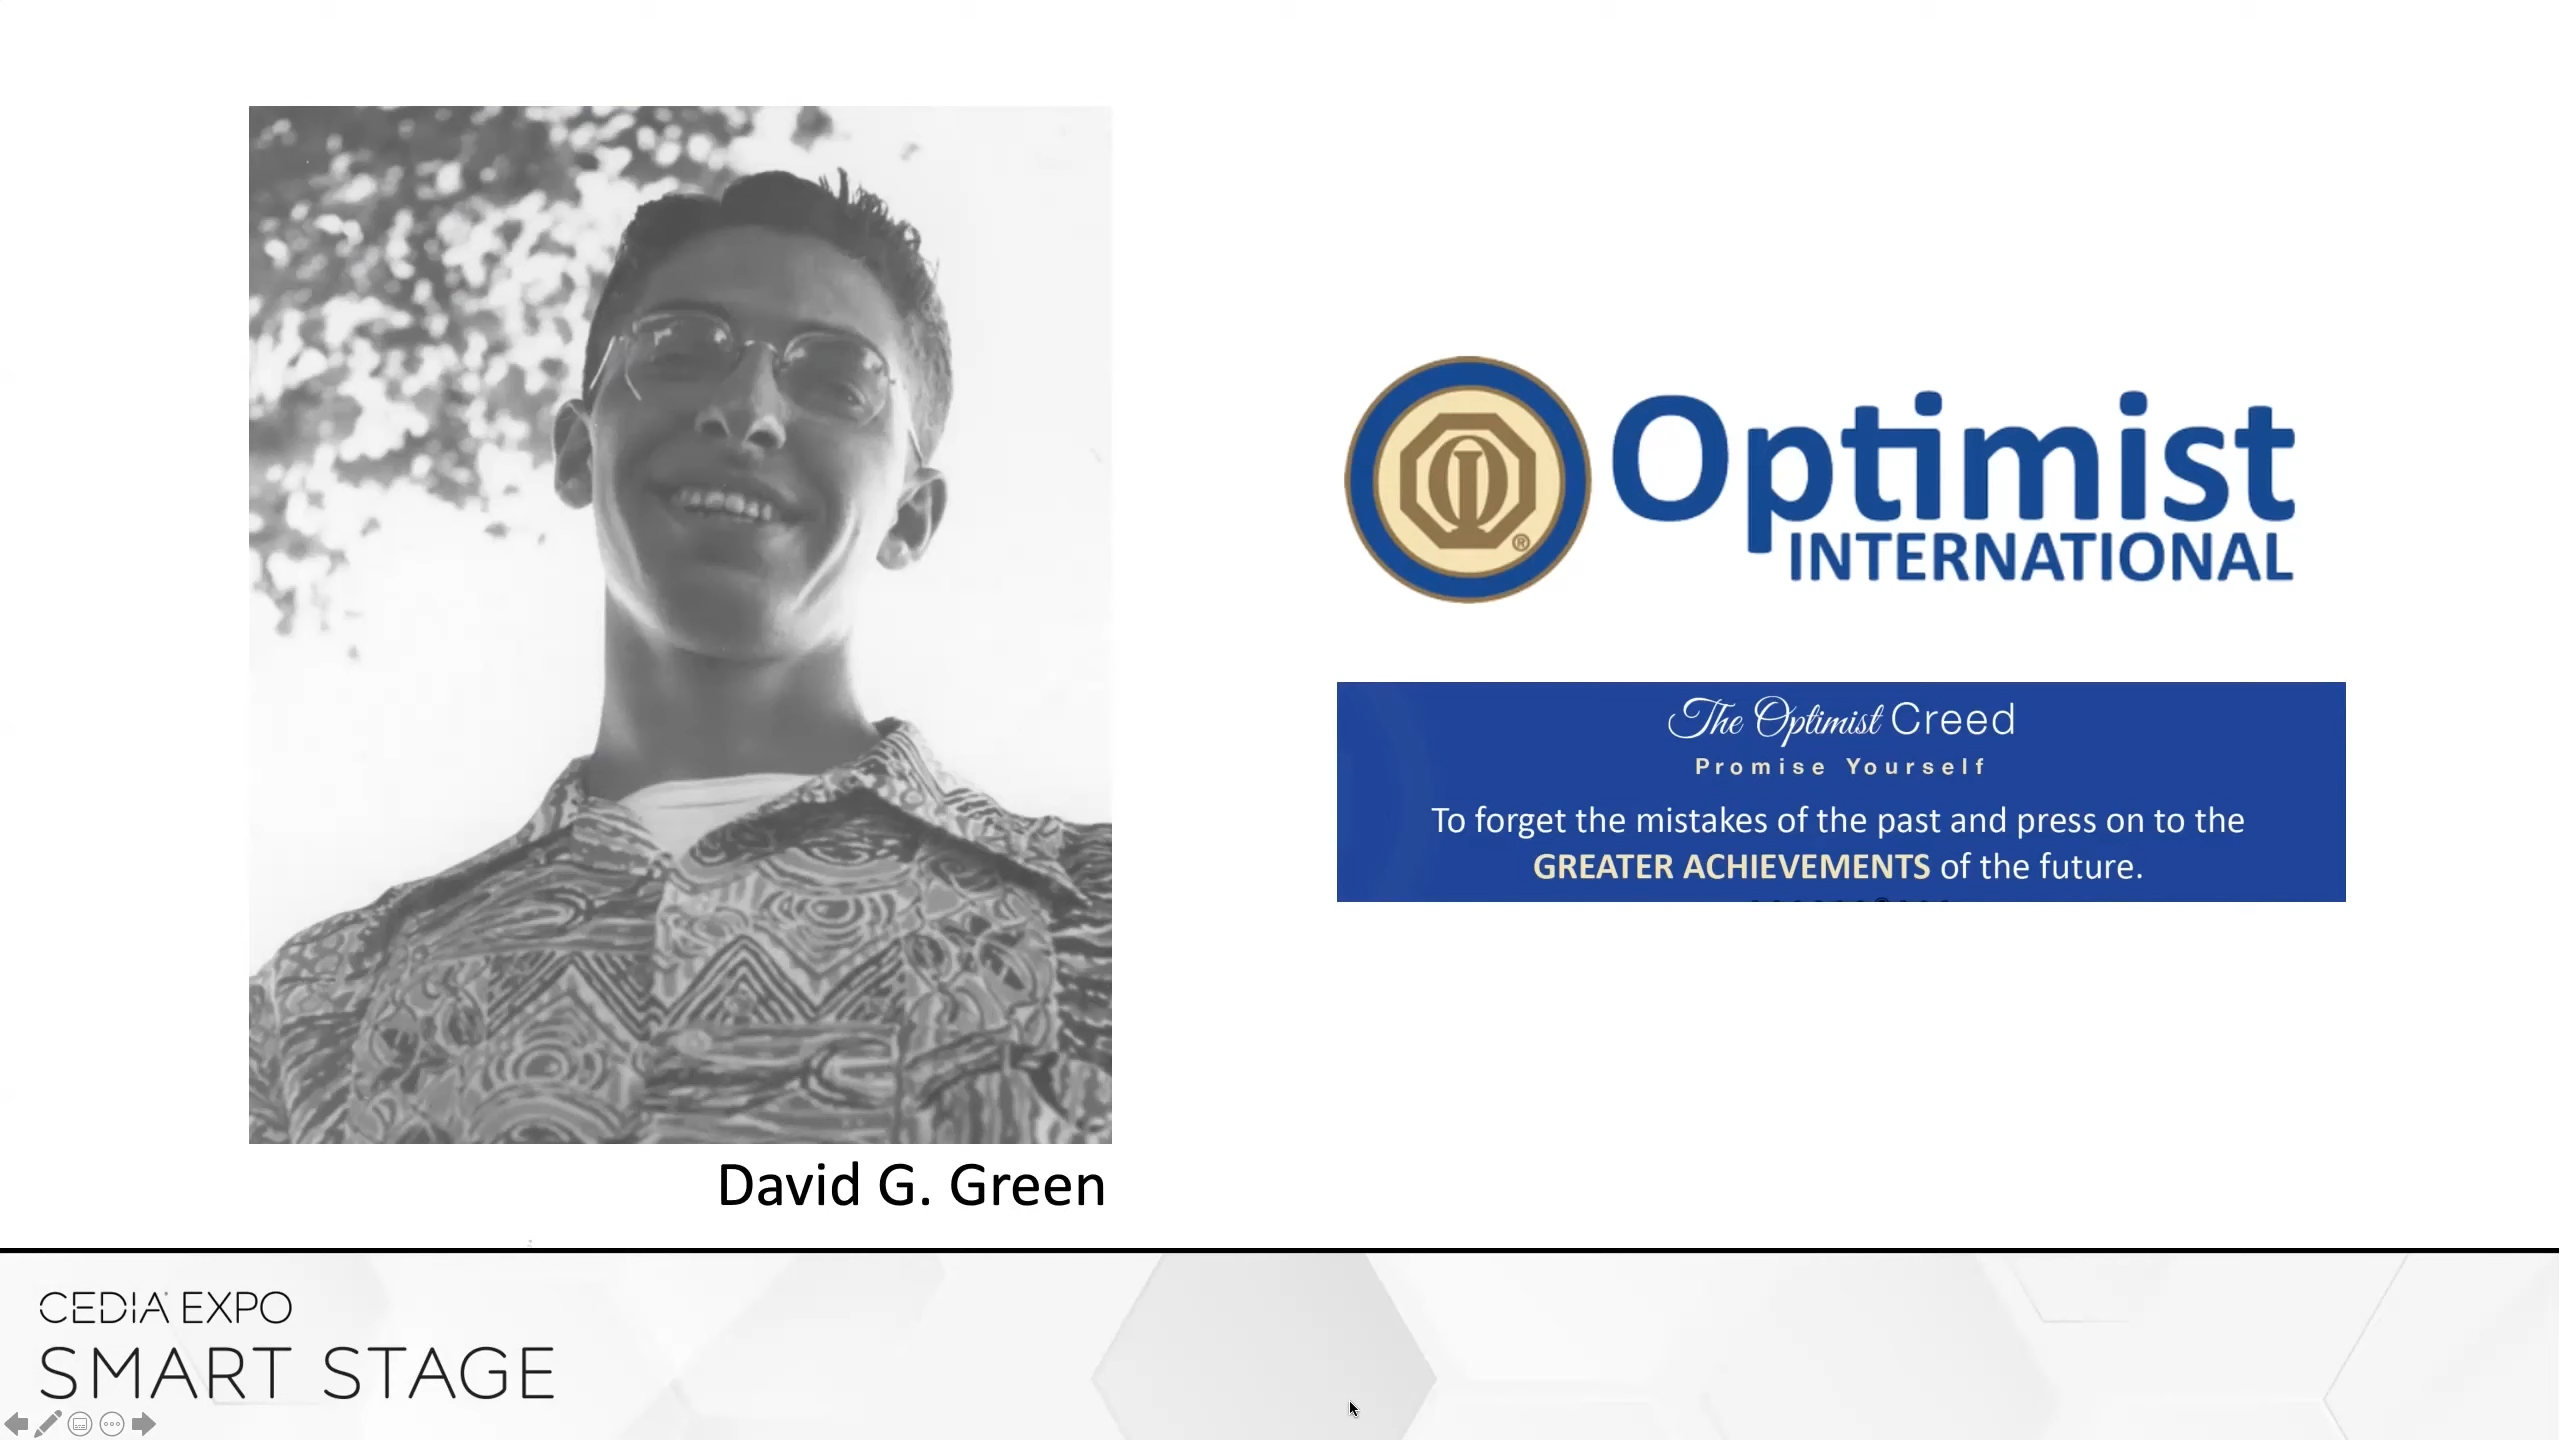 David G. Green
Optimist
INTERNATIONAL
®
The Optimist Creed
Promise Yourself
To forget the mistakes of the past and press on to the
GREATER ACHIEVEMENTS of the future.
CEDIA EXPO
SMART STAGE